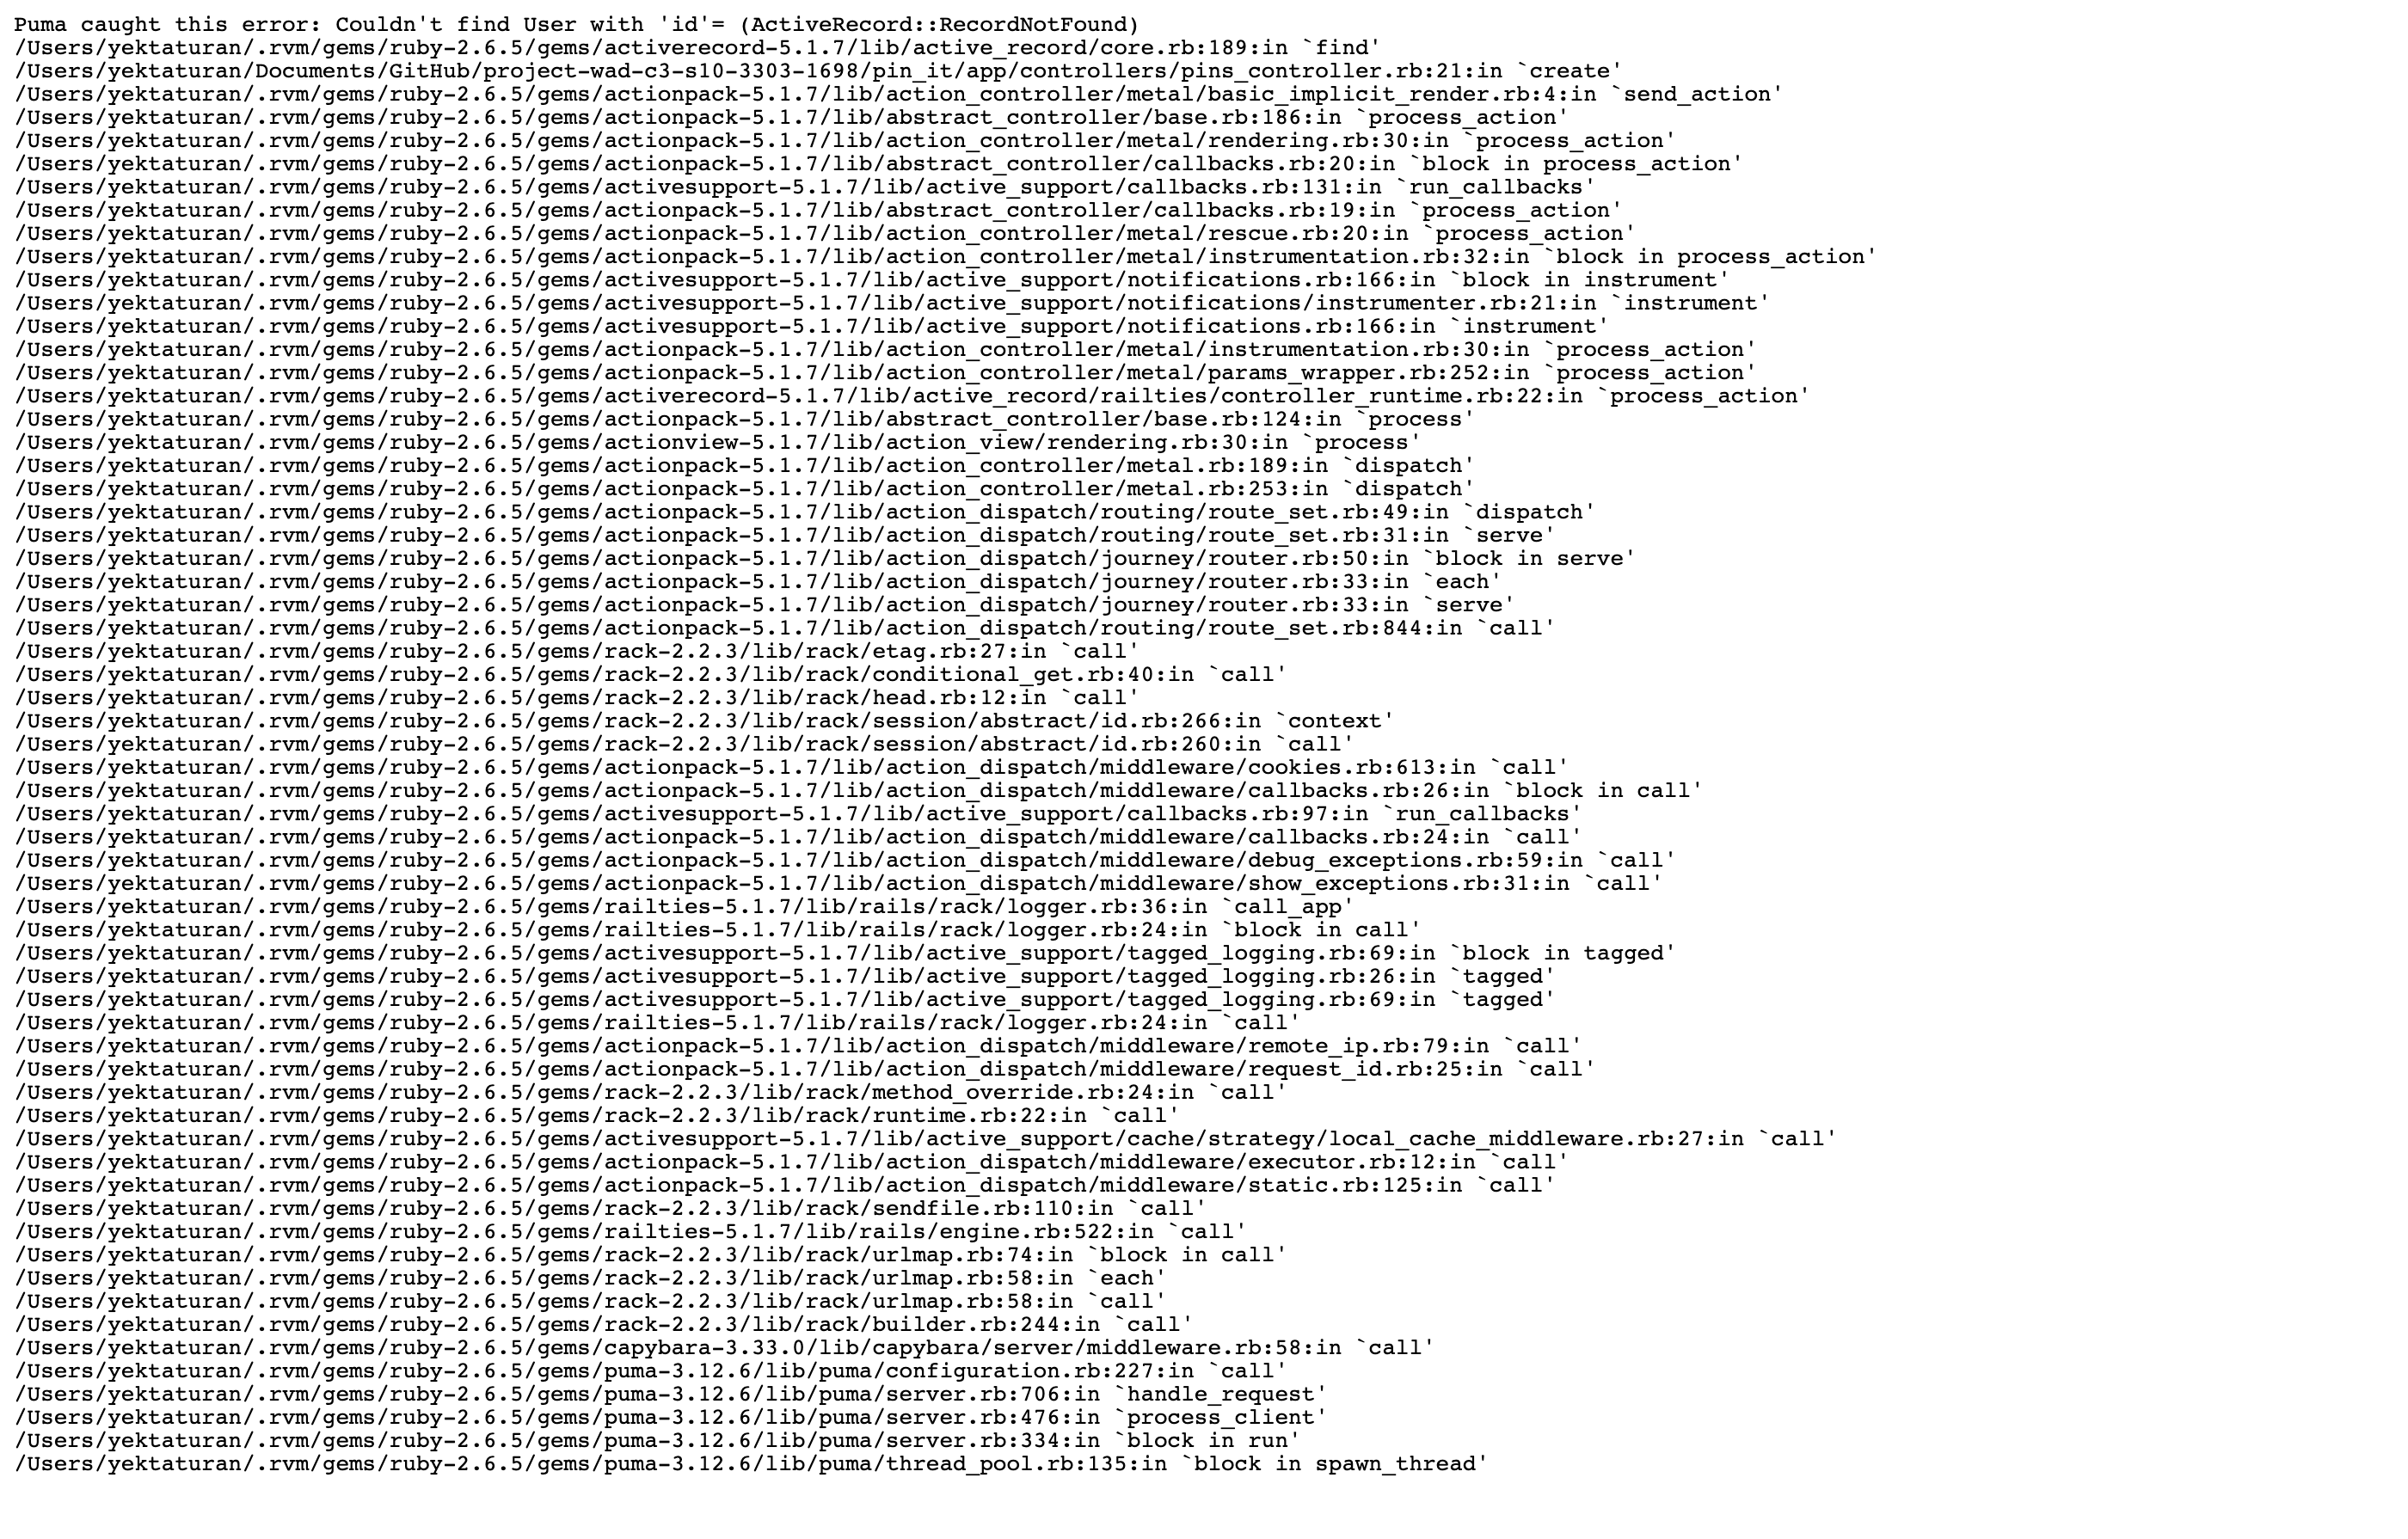 Puma caught this error: Couldn't find User with 'id'= (ActiveRecord::RecordNotFound)
/Users/yektaturan/.rvm/gems/ruby-2.6.5/gems/activerecord-5.1.7/lib/active_record/core.rb:189:in `find'
/Users/yektaturan/Documents/GitHub/project-wad-c3-s10-3303-1698/pin_it/app/controllers/pins_controller.rb:21:in `create'
/Users/yektaturan/.rvm/gems/ruby-2.6.5/gems/actionpack-5.1.7/lib/action_controller/metal/basic_implicit_render.rb:4:in `send_action'
/Users/yektaturan/.rvm/gems/ruby-2.6.5/gems/actionpack-5.1.7/lib/abstract_controller/base.rb:186:in `process_action'
/Users/yektaturan/.rvm/gems/ruby-2.6.5/gems/actionpack-5.1.7/lib/action_controller/metal/rendering.rb:30:in `process_action'
/Users/yektaturan/.rvm/gems/ruby-2.6.5/gems/actionpack-5.1.7/lib/abstract_controller/callbacks.rb:20:in `block in process_action'
/Users/yektaturan/.rvm/gems/ruby-2.6.5/gems/activesupport-5.1.7/lib/active_support/callbacks.rb:131:in `run_callbacks'
/Users/yektaturan/.rvm/gems/ruby-2.6.5/gems/actionpack-5.1.7/lib/abstract_controller/callbacks.rb:19:in `process_action'
/Users/yektaturan/.rvm/gems/ruby-2.6.5/gems/actionpack-5.1.7/lib/action_controller/metal/rescue.rb:20:in `process_action'
/Users/yektaturan/.rvm/gems/ruby-2.6.5/gems/actionpack-5.1.7/lib/action_controller/metal/instrumentation.rb:32:in `block in process_action'
/Users/yektaturan/.rvm/gems/ruby-2.6.5/gems/activesupport-5.1.7/lib/active_support/notifications.rb:166:in `block in instrument'
/Users/yektaturan/.rvm/gems/ruby-2.6.5/gems/activesupport-5.1.7/lib/active_support/notifications/instrumenter.rb:21:in `instrument'
/Users/yektaturan/.rvm/gems/ruby-2.6.5/gems/activesupport-5.1.7/lib/active_support/notifications.rb:166:in `instrument'
/Users/yektaturan/.rvm/gems/ruby-2.6.5/gems/actionpack-5.1.7/lib/action_controller/metal/instrumentation.rb:30:in `process_action'
/Users/yektaturan/.rvm/gems/ruby-2.6.5/gems/actionpack-5.1.7/lib/action_controller/metal/params_wrapper.rb:252:in `process_action'
/Users/yektaturan/.rvm/gems/ruby-2.6.5/gems/activerecord-5.1.7/lib/active_record/railties/controller_runtime.rb:22:in `process_action'
/Users/yektaturan/.rvm/gems/ruby-2.6.5/gems/actionpack-5.1.7/lib/abstract_controller/base.rb:124:in `process'
/Users/yektaturan/.rvm/gems/ruby-2.6.5/gems/actionview-5.1.7/lib/action_view/rendering.rb:30:in `process'
/Users/yektaturan/.rvm/gems/ruby-2.6.5/gems/actionpack-5.1.7/lib/action_controller/metal.rb:189:in `dispatch'
/Users/yektaturan/.rvm/gems/ruby-2.6.5/gems/actionpack-5.1.7/lib/action_controller/metal.rb:253:in `dispatch'
/Users/yektaturan/.rvm/gems/ruby-2.6.5/gems/actionpack-5.1.7/lib/action_dispatch/routing/route_set.rb:49:in `dispatch'
/Users/yektaturan/.rvm/gems/ruby-2.6.5/gems/actionpack-5.1.7/lib/action_dispatch/routing/route_set.rb:31:in `serve'
/Users/yektaturan/.rvm/gems/ruby-2.6.5/gems/actionpack-5.1.7/lib/action_dispatch/journey/router.rb:50:in `block in serve'
/Users/yektaturan/.rvm/gems/ruby-2.6.5/gems/actionpack-5.1.7/lib/action_dispatch/journey/router.rb:33:in `each'
/Users/yektaturan/.rvm/gems/ruby-2.6.5/gems/actionpack-5.1.7/lib/action_dispatch/journey/router.rb:33:in `serve'
/Users/yektaturan/.rvm/gems/ruby-2.6.5/gems/actionpack-5.1.7/lib/action_dispatch/routing/route_set.rb:844:in `call'
/Users/yektaturan/.rvm/gems/ruby-2.6.5/gems/rack-2.2.3/lib/rack/etag.rb:27:in `call'
/Users/yektaturan/.rvm/gems/ruby-2.6.5/gems/rack-2.2.3/lib/rack/conditional_get.rb:40:in `call'
/Users/yektaturan/.rvm/gems/ruby-2.6.5/gems/rack-2.2.3/lib/rack/head.rb:12:in `call'
/Users/yektaturan/.rvm/gems/ruby-2.6.5/gems/rack-2.2.3/lib/rack/session/abstract/id.rb:266:in `context'
/Users/yektaturan/.rvm/gems/ruby-2.6.5/gems/rack-2.2.3/lib/rack/session/abstract/id.rb:260:in `call'
/Users/yektaturan/.rvm/gems/ruby-2.6.5/gems/actionpack-5.1.7/lib/action_dispatch/middleware/cookies.rb:613:in `call'
/Users/yektaturan/.rvm/gems/ruby-2.6.5/gems/actionpack-5.1.7/lib/action_dispatch/middleware/callbacks.rb:26:in `block in call'
/Users/yektaturan/.rvm/gems/ruby-2.6.5/gems/activesupport-5.1.7/lib/active_support/callbacks.rb:97:in `run_callbacks'
/Users/yektaturan/.rvm/gems/ruby-2.6.5/gems/actionpack-5.1.7/lib/action_dispatch/middleware/callbacks.rb:24:in `call'
/Users/yektaturan/.rvm/gems/ruby-2.6.5/gems/actionpack-5.1.7/lib/action_dispatch/middleware/debug_exceptions.rb:59:in `call'
/Users/yektaturan/.rvm/gems/ruby-2.6.5/gems/actionpack-5.1.7/lib/action_dispatch/middleware/show_exceptions.rb:31:in `call'
/Users/yektaturan/.rvm/gems/ruby-2.6.5/gems/railties-5.1.7/lib/rails/rack/logger.rb:36:in `call_app'
/Users/yektaturan/.rvm/gems/ruby-2.6.5/gems/railties-5.1.7/lib/rails/rack/logger.rb:24:in `block in call'
/Users/yektaturan/.rvm/gems/ruby-2.6.5/gems/activesupport-5.1.7/lib/active_support/tagged_logging.rb:69:in `block in tagged'
/Users/yektaturan/.rvm/gems/ruby-2.6.5/gems/activesupport-5.1.7/lib/active_support/tagged_logging.rb:26:in `tagged'
/Users/yektaturan/.rvm/gems/ruby-2.6.5/gems/activesupport-5.1.7/lib/active_support/tagged_logging.rb:69:in `tagged'
/Users/yektaturan/.rvm/gems/ruby-2.6.5/gems/railties-5.1.7/lib/rails/rack/logger.rb:24:in `call'
/Users/yektaturan/.rvm/gems/ruby-2.6.5/gems/actionpack-5.1.7/lib/action_dispatch/middleware/remote_ip.rb:79:in `call'
/Users/yektaturan/.rvm/gems/ruby-2.6.5/gems/actionpack-5.1.7/lib/action_dispatch/middleware/request_id.rb:25:in `call'
/Users/yektaturan/.rvm/gems/ruby-2.6.5/gems/rack-2.2.3/lib/rack/method_override.rb:24:in `call'
/Users/yektaturan/.rvm/gems/ruby-2.6.5/gems/rack-2.2.3/lib/rack/runtime.rb:22:in `call'
/Users/yektaturan/.rvm/gems/ruby-2.6.5/gems/activesupport-5.1.7/lib/active_support/cache/strategy/local_cache_middleware.rb:27:in `call'
/Users/yektaturan/.rvm/gems/ruby-2.6.5/gems/actionpack-5.1.7/lib/action_dispatch/middleware/executor.rb:12:in `call'
/Users/yektaturan/.rvm/gems/ruby-2.6.5/gems/actionpack-5.1.7/lib/action_dispatch/middleware/static.rb:125:in `call'
/Users/yektaturan/.rvm/gems/ruby-2.6.5/gems/rack-2.2.3/lib/rack/sendfile.rb:110:in `call'
/Users/yektaturan/.rvm/gems/ruby-2.6.5/gems/railties-5.1.7/lib/rails/engine.rb:522:in `call'
/Users/yektaturan/.rvm/gems/ruby-2.6.5/gems/rack-2.2.3/lib/rack/urlmap.rb:74:in `block in call'
/Users/yektaturan/.rvm/gems/ruby-2.6.5/gems/rack-2.2.3/lib/rack/urlmap.rb:58:in `each'
/Users/yektaturan/.rvm/gems/ruby-2.6.5/gems/rack-2.2.3/lib/rack/urlmap.rb:58:in `call'
/Users/yektaturan/.rvm/gems/ruby-2.6.5/gems/rack-2.2.3/lib/rack/builder.rb:244:in `call'
/Users/yektaturan/.rvm/gems/ruby-2.6.5/gems/capybara-3.33.0/lib/capybara/server/middleware.rb:58:in `call'
/Users/yektaturan/.rvm/gems/ruby-2.6.5/gems/puma-3.12.6/lib/puma/configuration.rb:227:in `call'
/Users/yektaturan/.rvm/gems/ruby-2.6.5/gems/puma-3.12.6/lib/puma/server.rb:706:in `handle_request'
/Users/yektaturan/.rvm/gems/ruby-2.6.5/gems/puma-3.12.6/lib/puma/server.rb:476:in `process_client'
/Users/yektaturan/.rvm/gems/ruby-2.6.5/gems/puma-3.12.6/lib/puma/server.rb:334:in `block in run'
/Users/yektaturan/.rvm/gems/ruby-2.6.5/gems/puma-3.12.6/lib/puma/thread_pool.rb:135:in `block in spawn_thread'